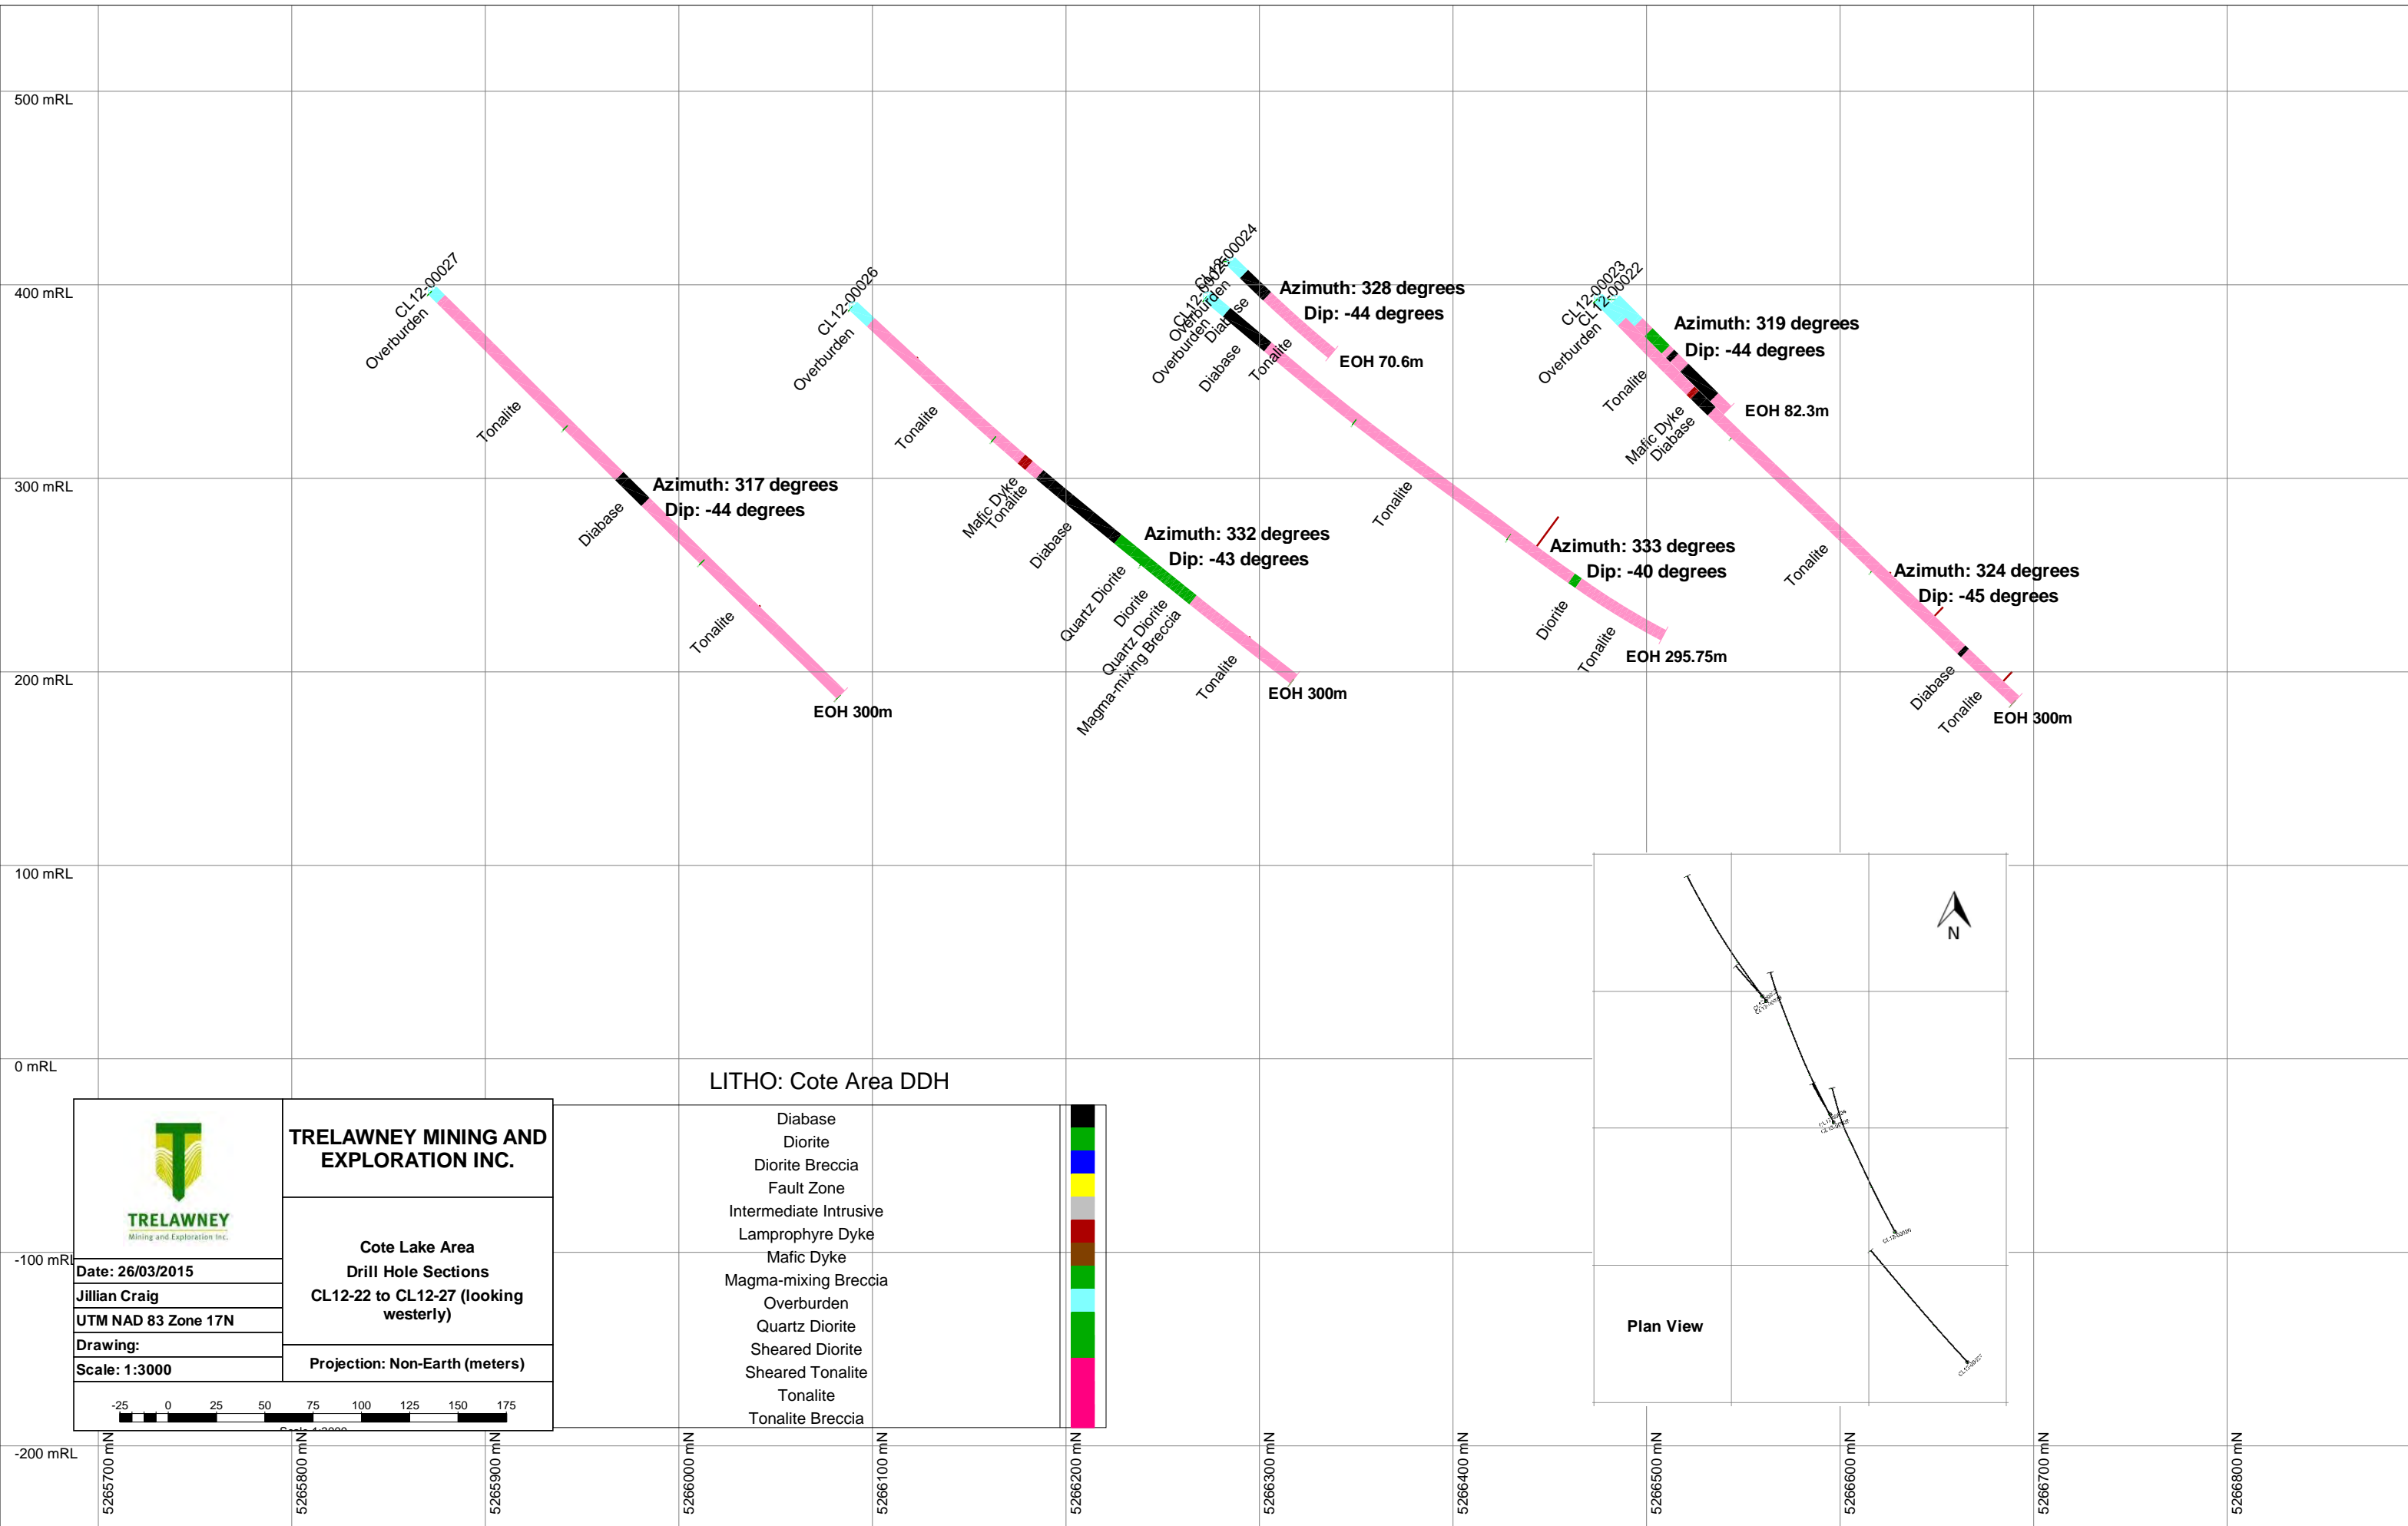 500 mRL
400 mRL
300 mRL
200 mRL
100 mRL
0 mRL
-100 mRL
-200 mRL
CL12-00027
Overburden
Tonalite
Diabase
Azimuth: 317 degrees
Dip: -44 degrees
Tonalite
EOH 300m
CL12-00026
Overburden
Tonalite
Mafic Dyke
Tonalite
Diabase
Azimuth: 332 degrees
Dip: -43 degrees
Quartz Diorite
Diorite
Quartz Diorite
Magma-mixing Breccia
Tonalite
EOH 300m
CL12-00024
Overburden
Diabase
Tonalite
Azimuth: 328 degrees
Dip: -44 degrees
EOH 70.6m
CL12-00025
Overburden
Diabase
Tonalite
Azimuth: 333 degrees
Dip: -40 degrees
Diorite
Tonalite
EOH 295.75m
CL12-00023
CL12-00022
Overburden
Azimuth: 319 degrees
Dip: -44 degrees
EOH 82.3m
Tonalite
Mafic Dyke
Diabase
Tonalite
Azimuth: 324 degrees
Dip: -45 degrees
Diabase
Tonalite
EOH 300m
N
Plan View
LITHO: Cote Area DDH
Diabase
Diorite
Diorite Breccia
Fault Zone
Intermediate Intrusive
Lamprophyre Dyke
Mafic Dyke
Magma-mixing Breccia
Overburden
Quartz Diorite
Sheared Diorite
Sheared Tonalite
Tonalite
Tonalite Breccia
TRELAWNEY
Mining and Exploration Inc.
TRELAWNEY MINING AND
EXPLORATION INC.
Cote Lake Area
Drill Hole Sections
CL12-22 to CL12-27 (looking
westerly)
Date: 26/03/2015
Jillian Craig
UTM NAD 83 Zone 17N
Drawing:
Scale: 1:3000
Projection: Non-Earth (meters)
-25 0 25 50 75 100 125 150 175
5265700 mN
5265800 mN
5265900 mN
5266000 mN
5266100 mN
5266200 mN
5266300 mN
5266400 mN
5266500 mN
5266600 mN
5266700 mN
5266800 mN